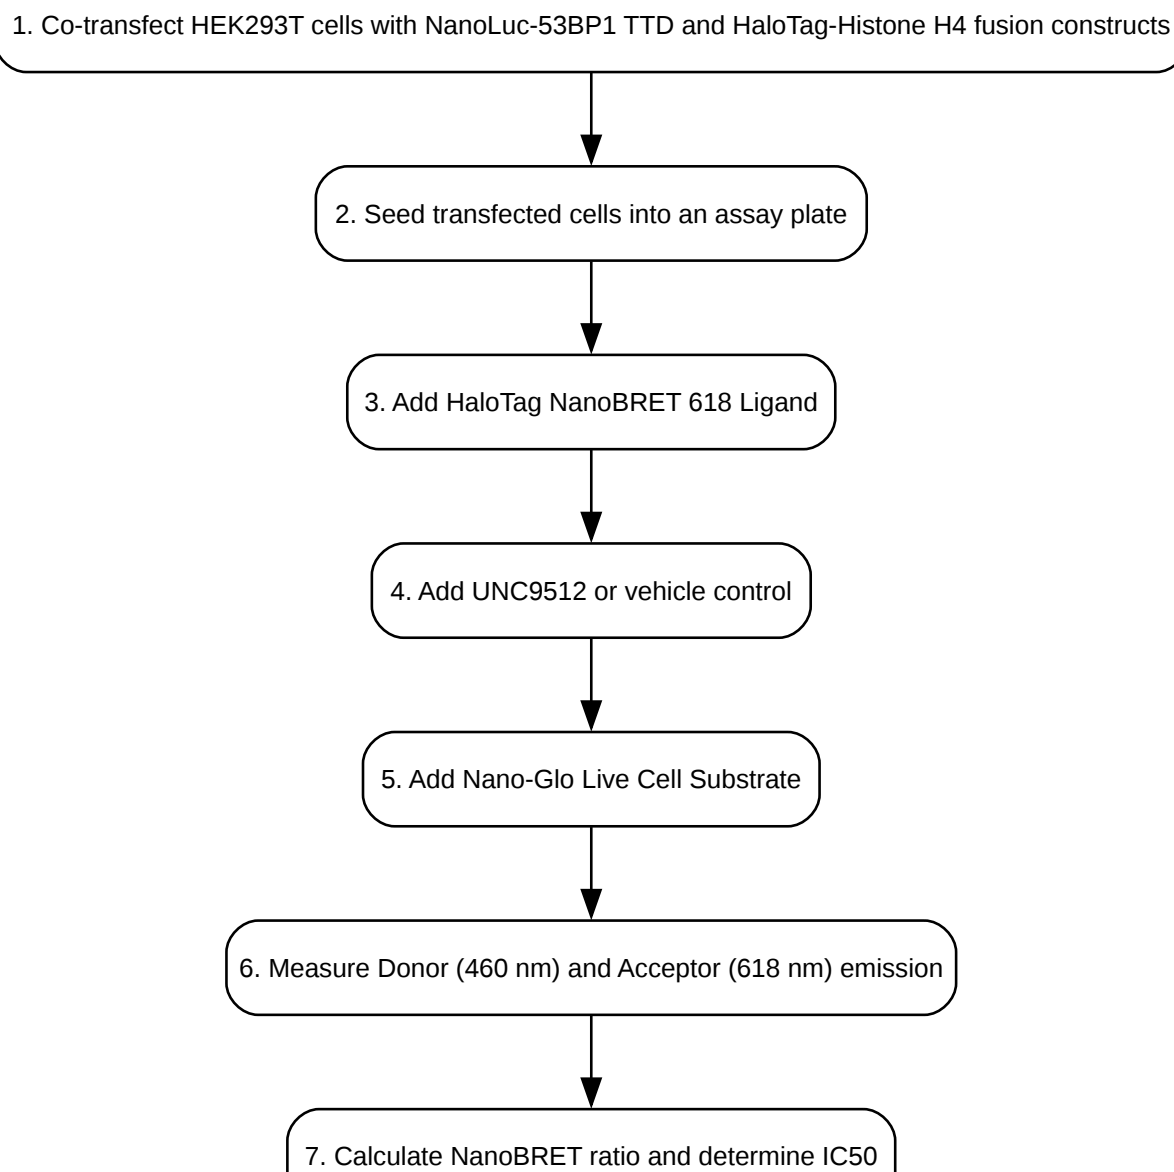 1. Co-transfect HEK293T cells with NanoLuc-53BP1 TTD and HaloTag-Histone H4 fusion constructs
2. Seed transfected cells into an assay plate
3. Add HaloTag NanoBRET 618 Ligand
4. Add UNC9512 or vehicle control
5. Add Nano-Glo Live Cell Substrate
6. Measure Donor (460 nm) and Acceptor (618 nm) emission
7. Calculate NanoBRET ratio and determine IC50